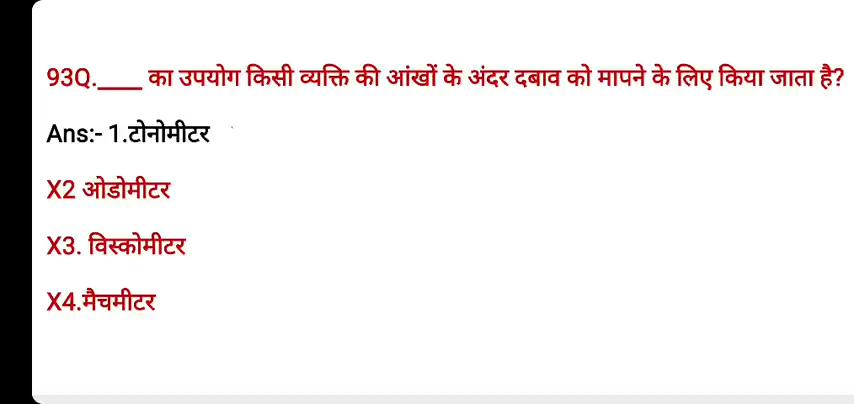 93Q.____ का उपयोग किसी व्यक्ति की आंखों के अंदर दबाव को मापने के लिए किया जाता है?
Ans:- 1.टोनोमीटर
X2 ओडोमीटर
X3. विस्कोमीटर
X4.मैचमीटर